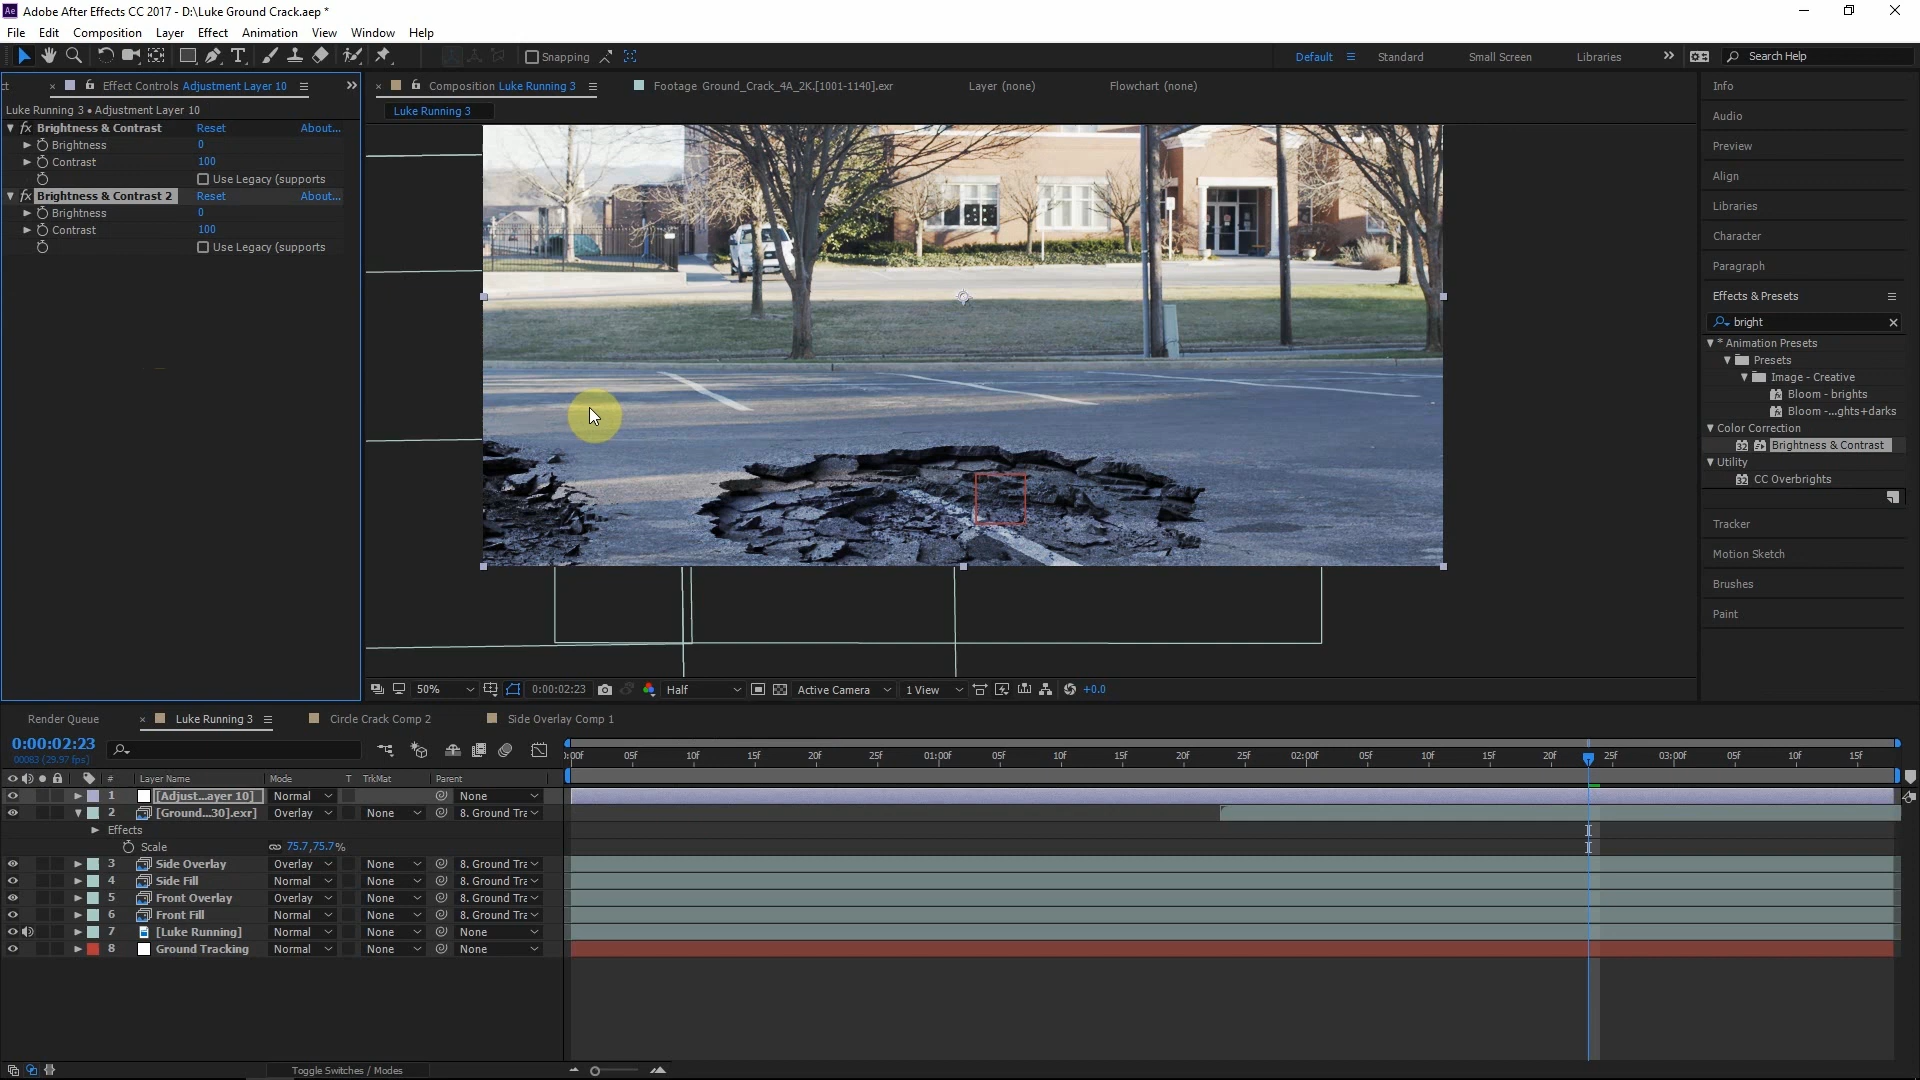 Ae Adobe After Effects CC 2017 - D:\Luke Ground Crack.aep *
File Edit Composition Layer Effect Animation View Window Help
Snapping
Default Standard Small Screen Libraries Search Help
ct Effect Controls Adjustment Layer 10
Luke Running 3 • Adjustment Layer 10
fx Brightness & Contrast Reset About...
Brightness 0
Contrast 100
Use Legacy (supports
fx Brightness & Contrast 2 Reset About...
Brightness 0
Contrast 100
Use Legacy (supports
Composition Luke Running 3 Footage Ground_Crack_4A_2K.[1001-1140].exr Layer (none) Flowchart (none)
Luke Running 3
50% 0:00:02:23 Half Active Camera 1 View +0.0
Info
Audio
Preview
Align
Libraries
Character
Paragraph
Effects & Presets
bright
* Animation Presets
Presets
Image - Creative
Bloom - brights
Bloom -...ghts+darks
Color Correction
Brightness & Contrast
Utility
CC Overbrights
Tracker
Motion Sketch
Brushes
Paint
Render Queue Luke Running 3 Circle Crack Comp 2 Side Overlay Comp 1
0:00:02:23
00083 (29.97 fps)
):00f 05f 10f 15f 20f 25f 01:00f 05f 10f 15f 20f 25f 02:00f 05f 10f 15f 20f 25f 03:00f 05f 10f 15f
# Layer Name Mode T TrkMat Parent
1 [Adjust...ayer 10] Normal None
2 [Ground...30].exr] Overlay None 8. Ground Tra
Effects
Scale 75.7,75.7%
3 Side Overlay Overlay None 8. Ground Tra
4 Side Fill Normal None 8. Ground Tra
5 Front Overlay Overlay None 8. Ground Tra
6 Front Fill Normal None 8. Ground Tra
7 [Luke Running] Normal None None
8 Ground Tracking Normal None None
Toggle Switches / Modes